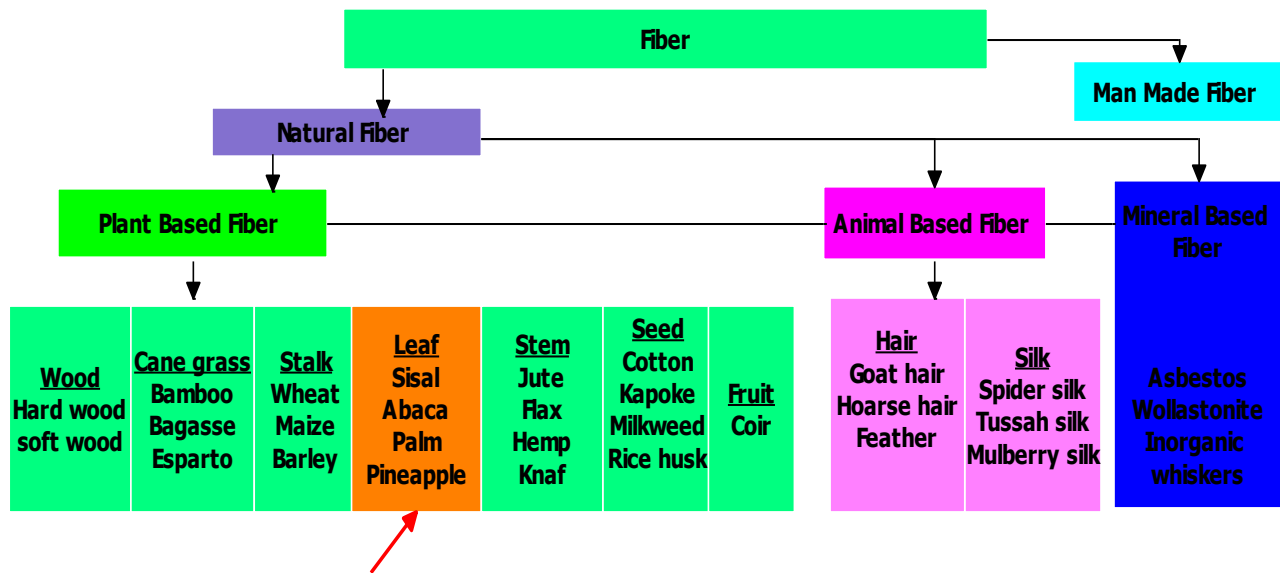 Fiber
Man Made Fiber
Natural Fiber
Plant Based Fiber
Animal Based Fiber
Mineral Based
Fiber
Wood
Hard wood
soft wood
Cane grass
Bamboo
Bagasse
Esparto
Stalk
Wheat
Maize
Barley
Leaf
Sisal
Abaca
Palm
Pineapple
Stem
Jute
Flax
Hemp
Knaf
Seed
Cotton
Kapoke
Milkweed
Rice husk
Fruit
Coir
Hair
Goat hair
Hoarse hair
Feather
Silk
Spider silk
Tussah silk
Mulberry silk
Asbestos
Wollastonite
Inorganic
whiskers